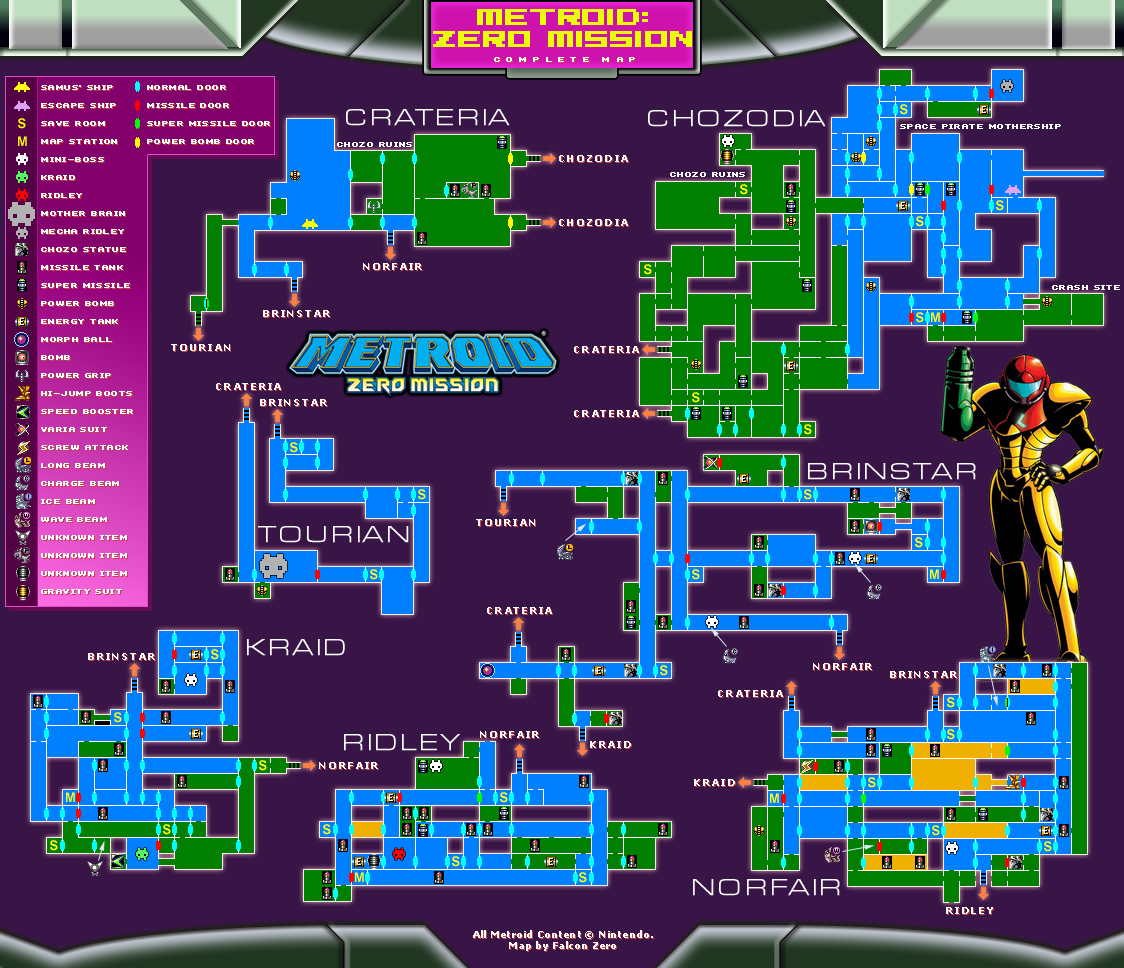 METROID:
ZERO MISSION
COMPLETE MAP
SAMUS' SHIP
ESCAPE SHIP
S SAVE ROOM
M MAP STATION
MINI-BOSS
KRAID
RIDLEY
MOTHER BRAIN
MECHA RIDLEY
CHOZO STATUE
MISSILE TANK
SUPER MISSILE
POWER BOMB
ENERGY TANK
MORPH BALL
BOMB
POWER GRIP
HI-JUMP BOOTS
SPEED BOOSTER
VARIA SUIT
SCREW ATTACK
LONG BEAM
CHARGE BEAM
ICE BEAM
WAVE BEAM
UNKNOWN ITEM
UNKNOWN ITEM
UNKNOWN ITEM
GRAVITY SUIT
NORMAL DOOR
MISSILE DOOR
SUPER MISSILE DOOR
POWER BOMB DOOR
CRATERIA
CHOZO RUINS
CHOZODIA
CHOZODIA
NORFAIR
BRINSTAR
TOURIAN
CHOZODIA
SPACE PIRATE MOTHERSHIP
S
CHOZO RUINS
S
S
S
S
CRASH SITE
S M
CRATERIA
S
CRATERIA
S
METROID
ZERO MISSION
CRATERIA
BRINSTAR
S
S
TOURIAN
S
BRINSTAR
TOURIAN
S
S
S
M
CRATERIA
S
NORFAIR
KRAID
KRAID
BRINSTAR
S
S
NORFAIR
S
M
S
S
RIDLEY
NORFAIR
S
S
S
M
S
CRATERIA
BRINSTAR
S
S
KRAID
S
M
S
S
NORFAIR
RIDLEY
All Metroid Content © Nintendo.
Map by Falcon Zero